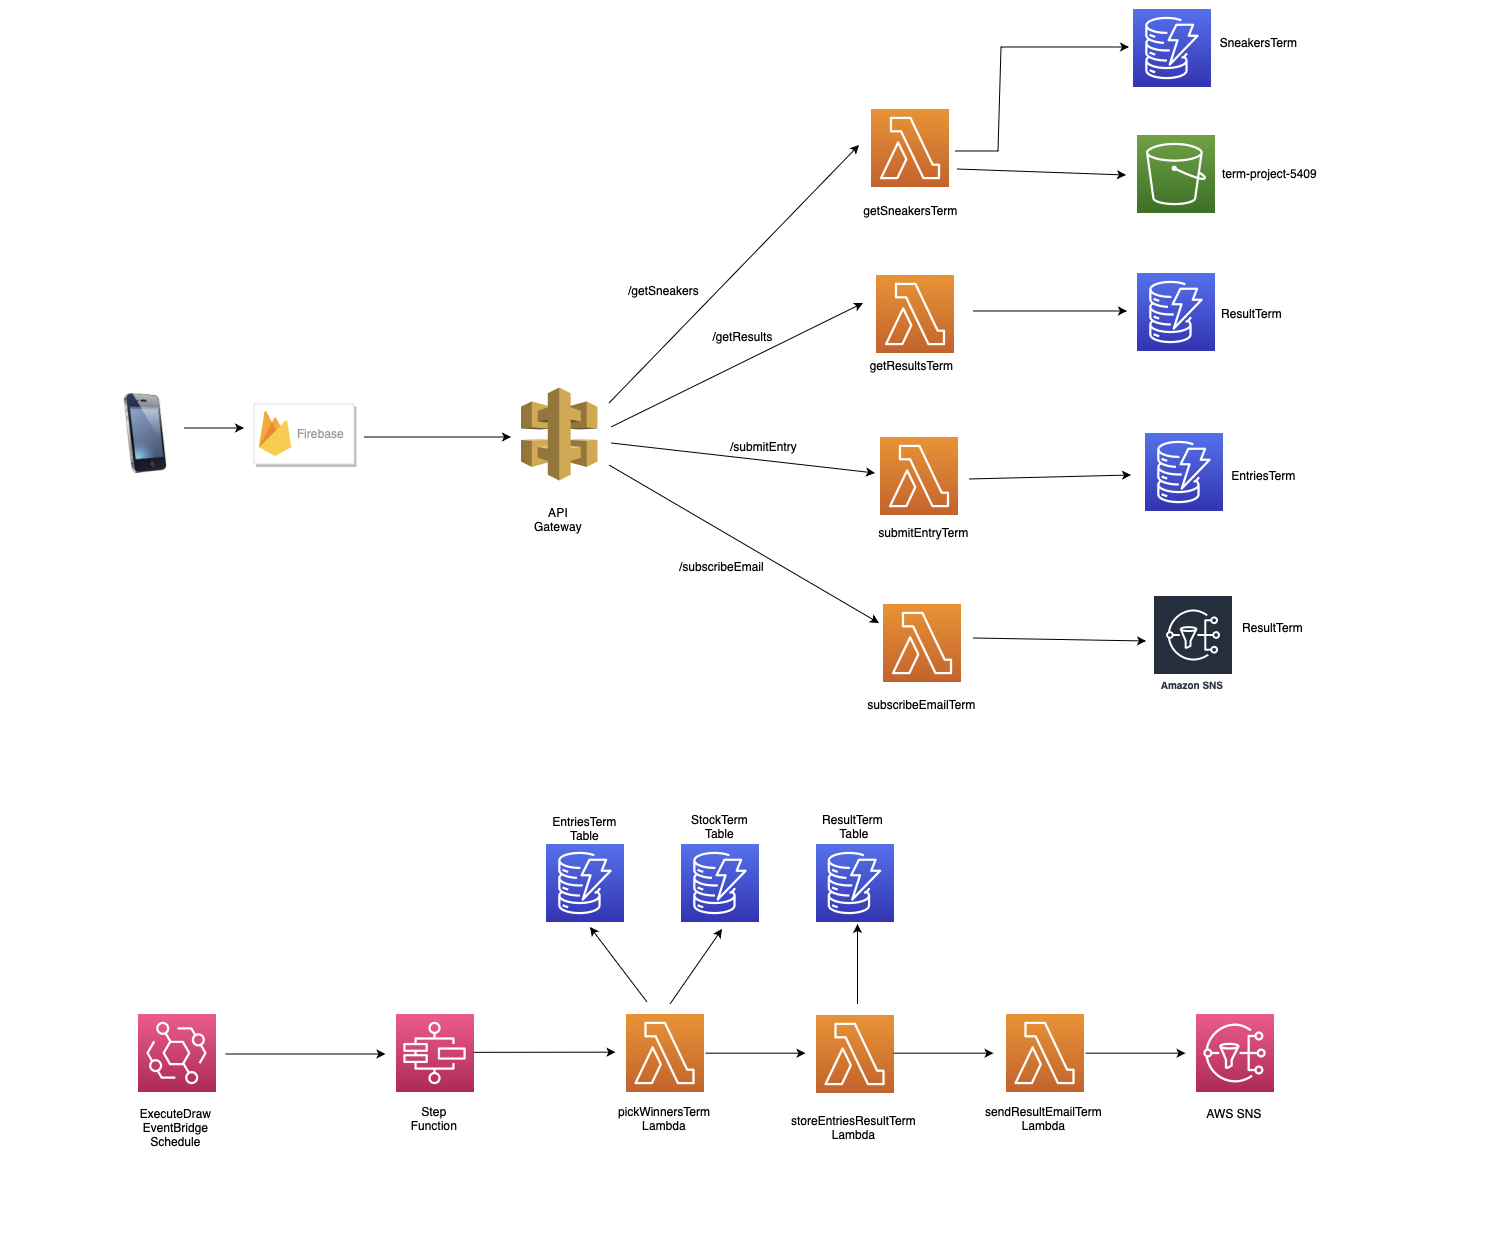 SneakersTerm
term-project-5409
getSneakersTerm
/getSneakers
/getResults
ResultTerm
getResultsTerm
Firebase
/submitEntry
EntriesTerm
API
Gateway
submitEntryTerm
/subscribeEmail
ResultTerm
Amazon SNS
subscribeEmailTerm
EntriesTerm
Table
StockTerm
Table
ResultTerm
Table
ExecuteDraw
EventBridge
Schedule
Step
Function
pickWinnersTerm
Lambda
storeEntriesResultTerm
Lambda
sendResultEmailTerm
Lambda
AWS SNS